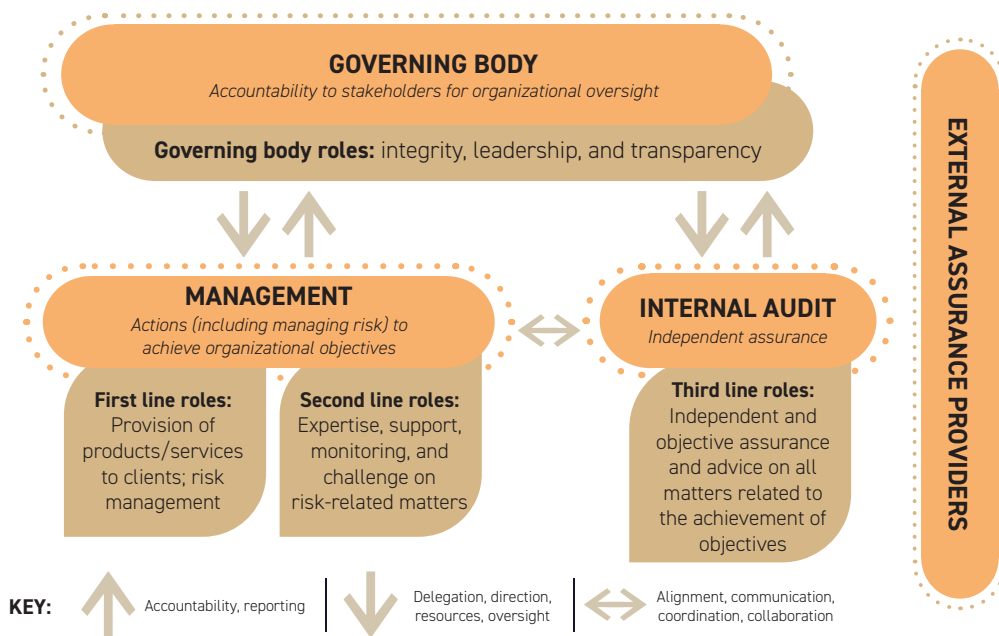 GOVERNING BODY
Accountability to stakeholders for organizational oversight
Governing body roles: integrity, leadership, and transparency
MANAGEMENT
Actions (including managing risk) to
achieve organizational objectives
First line roles:
Provision of
products/services
to clients; risk
management
Second line roles:
Expertise, support,
monitoring, and
challenge on
risk-related matters
INTERNAL AUDIT
Independent assurance
Third line roles:
Independent and
objective assurance
and advice on all
matters related to
the achievement of
objectives
EXTERNAL ASSURANCE PROVIDERS
KEY:
Accountability, reporting
Delegation, direction,
resources, oversight
Alignment, communication,
coordination, collaboration